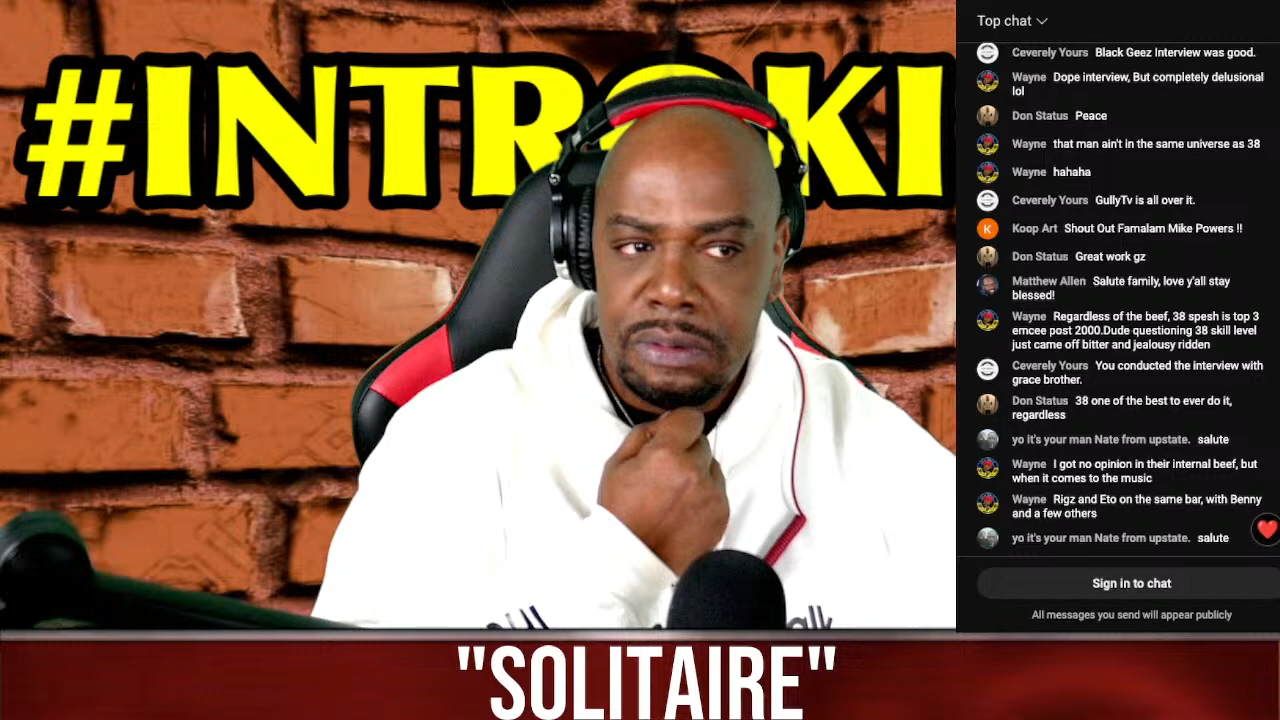 #INTRO KI
Top chat
Ceverely Yours Black Geez Interview was good.
Wayne Dope interview, But completely delusional
lol
Don Status Peace
Wayne that man ain't in the same universe as 38
Wayne hahaha
Ceverely Yours GullyTv is all over it.
K
Koop Art Shout Out Famalam Mike Powers !!
Don Status Great work gz
Matthew Allen Salute family, love y'all stay
blessed!
Wayne Regardless of the beef, 38 spesh is top 3
emcee post 2000.Dude questioning 38 skill level
just came off bitter and jealousy ridden
Ceverely Yours You conducted the interview with
grace brother.
Don Status 38 one of the best to ever do it,
regardless
yo it's your man Nate from upstate. salute
Wayne I got no opinion in their internal beef, but
when it comes to the music
Wayne Rigz and Eto on the same bar, with Benny
and a few others
yo it's your man Nate from upstate. salute
Sign in to chat
All messages you send will appear publicly
"SOLITAIRE"